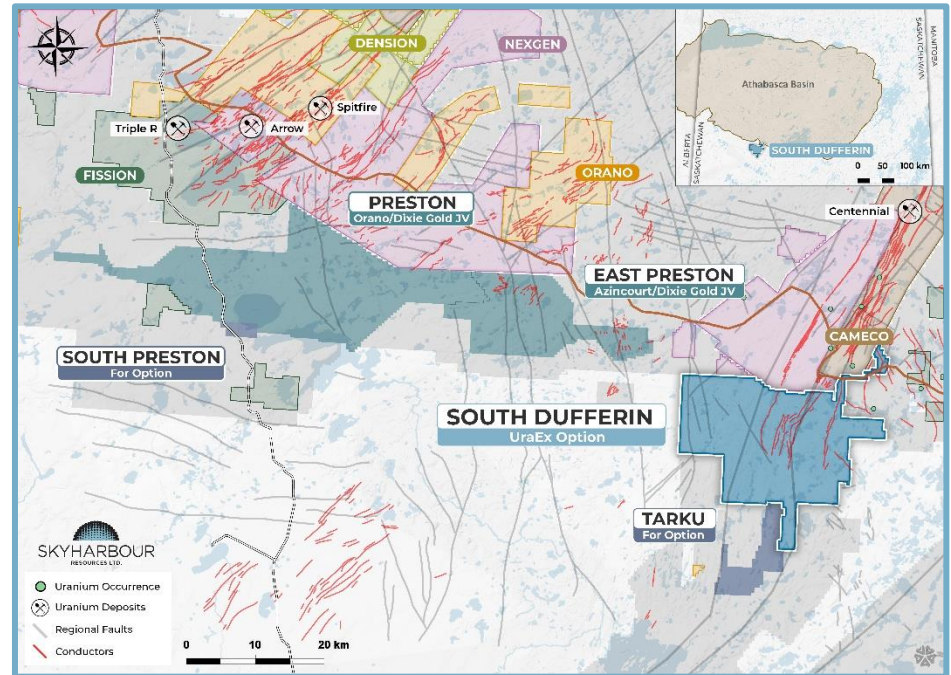 DENSION
NEXGEN
Triple R
Arrow
Spitfire
FISSION
PRESTON
Orano/Dixie Gold JV
ORANO
EAST PRESTON
Azincourt/Dixie Gold JV
Centennial
CAMECO
SOUTH PRESTON
For Option
SOUTH DUFFERIN
UraEx Option
TARKU
For Option
SASKATCHEWAN
MANITOBA
Athabasca Basin
ALBERTA
SASKATCHEWAN
SOUTH DUFFERIN
0 50 100 km
SKYHARBOUR
RESOURCES LTD.
Uranium Occurrence
Uranium Deposits
Regional Faults
Conductors
0 10 20 km